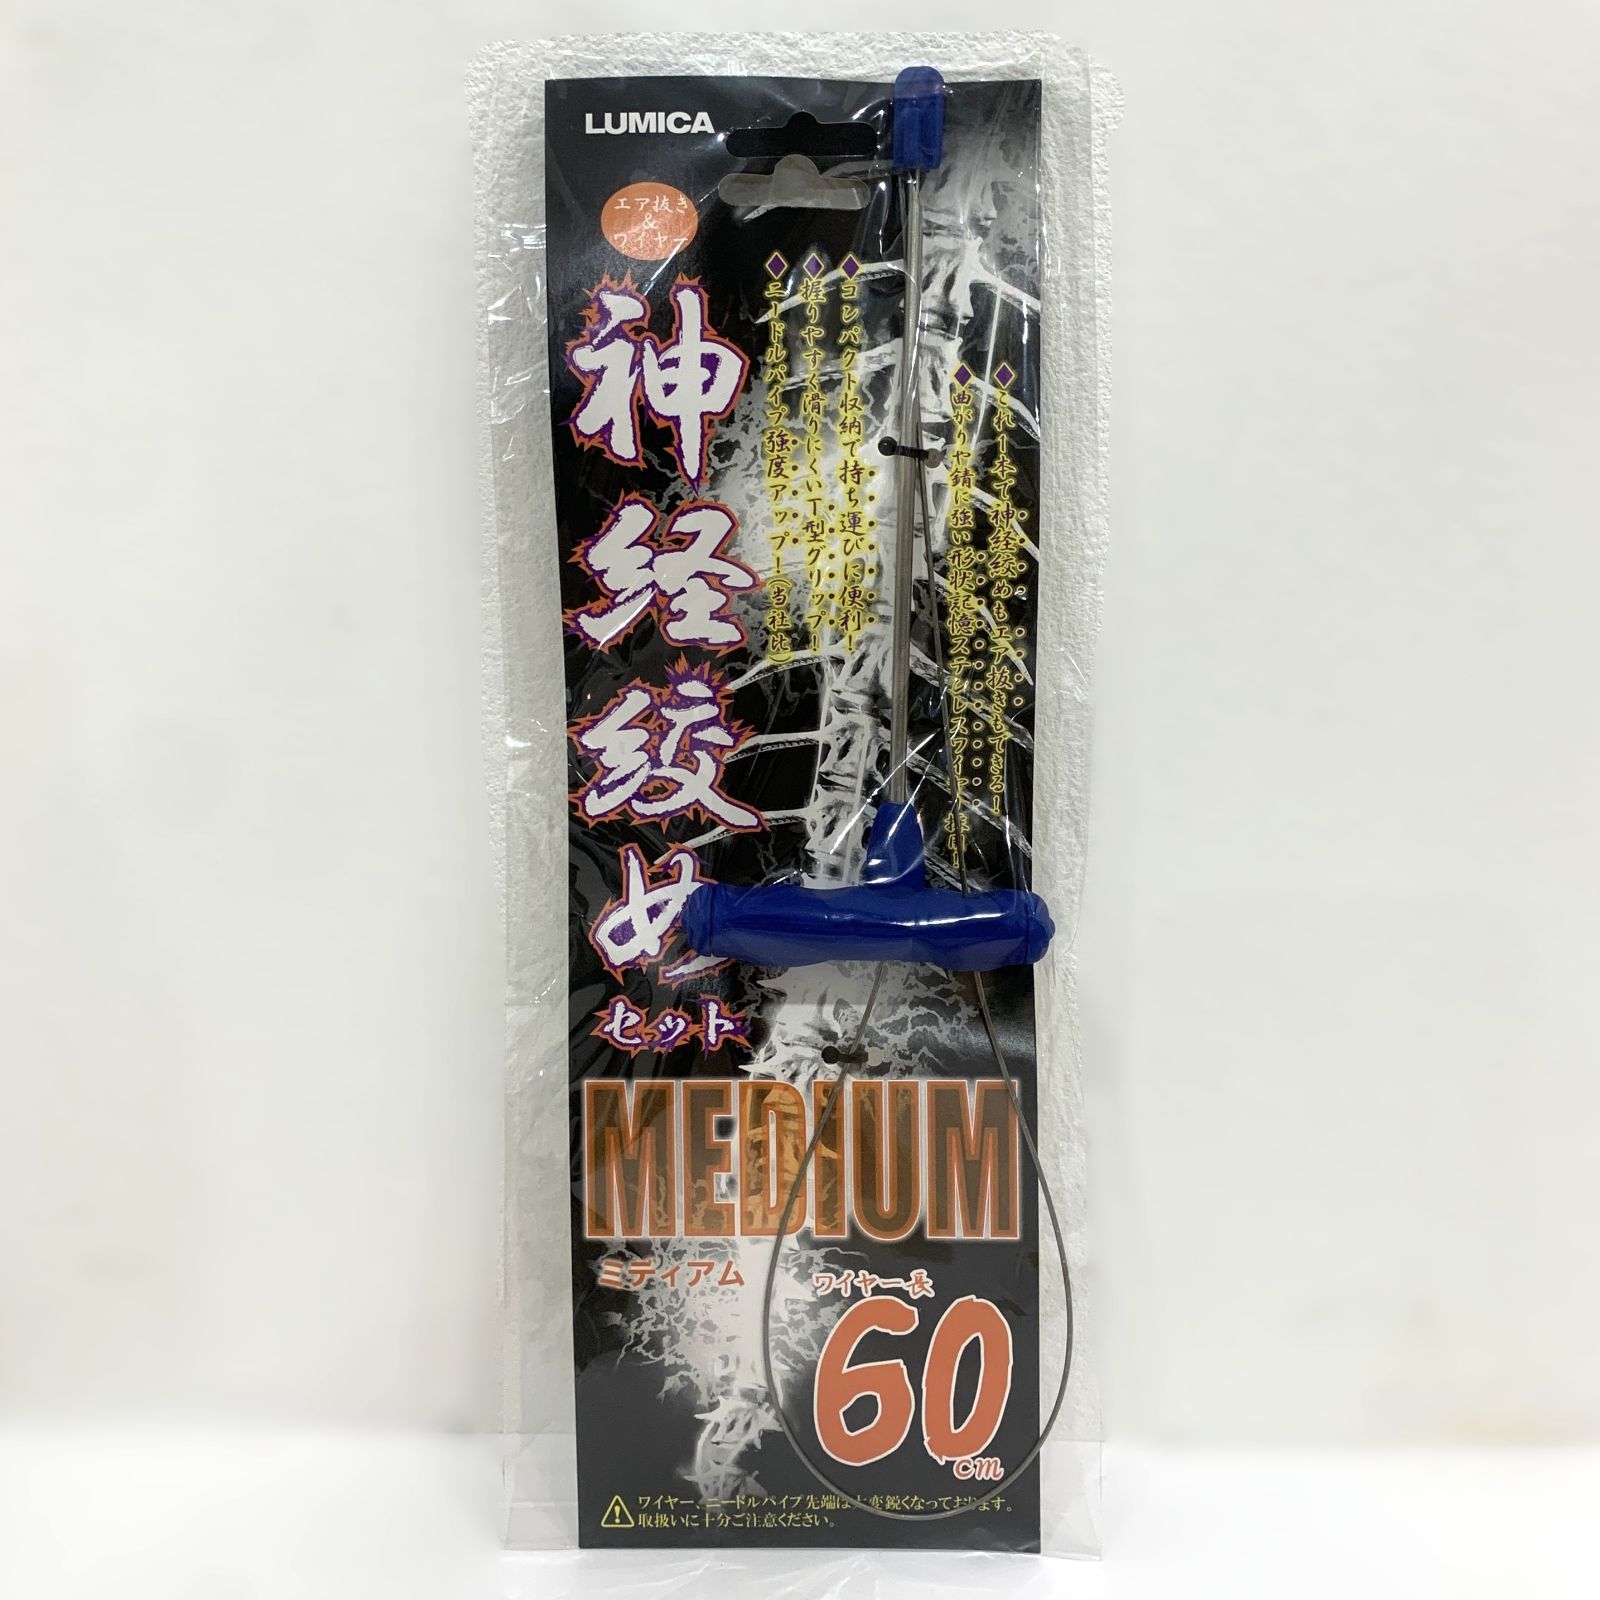 LUMICA
エア抜き
&
ワイヤー
神経絞め
セット
これ1本で神経絞めもエア抜きもできる!
曲がりや錆に強い形状記憶ステンレスワイヤー
コンパクト収納で持ち運びに便利!
握りやすく滑りにくいT型グリップ!
ニードルパイプ強度アップ!(当社比)
MEDIUM
ミディアム
ワイヤー長
60
cm
ワイヤー、ニードルパイプ先端は大変鋭くなっております。
取扱いに十分ご注意ください。